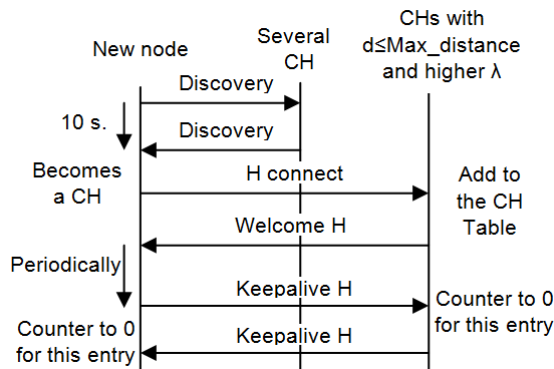 New node
Several
CH
CHs with
d≤Max_distance
and higher λ
Discovery
10 s.
Discovery
Becomes
a CH
H connect
Add to
the CH
Table
Welcome H
Periodically
Keepalive H
Counter to 0
for this entry
Counter to 0
for this entry
Keepalive H